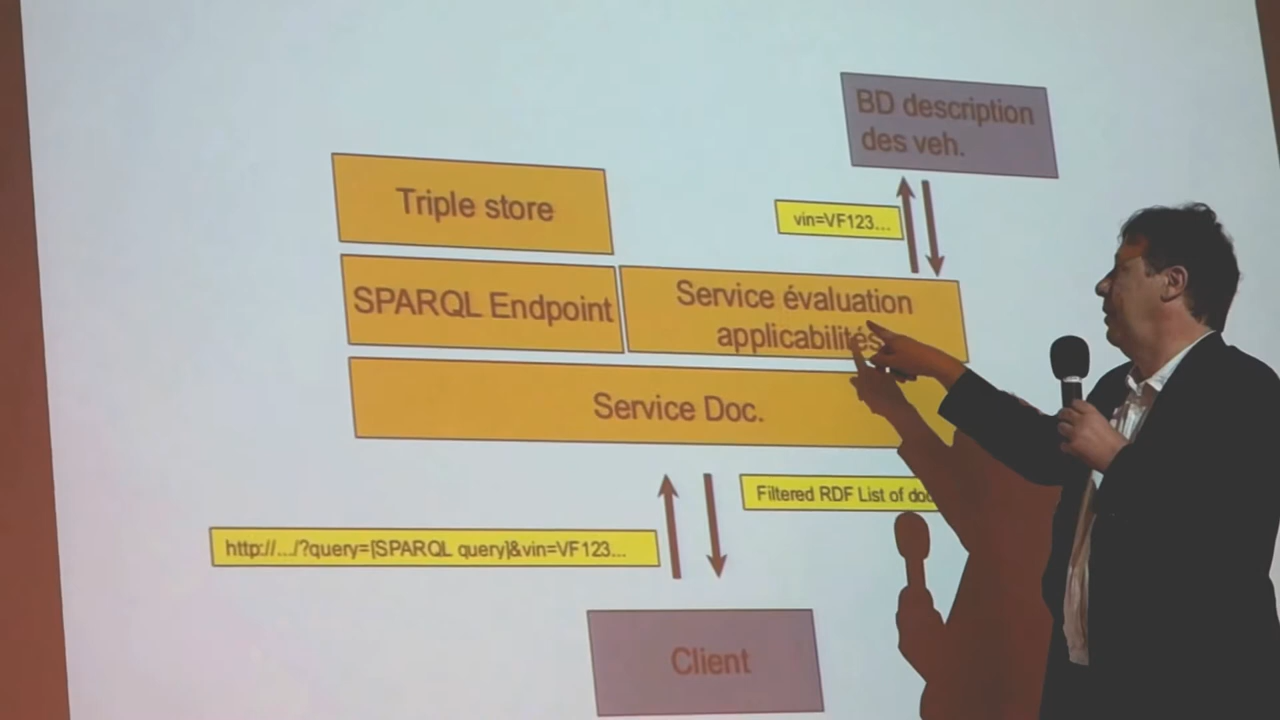 BD description
des veh.
Triple store
vin=VF123...
SPARQL Endpoint
Service évaluation
applicabilités
Service Doc.
Filtered RDF List of
http://.../?query=[SPARQL query]&vin=VF123...
Client